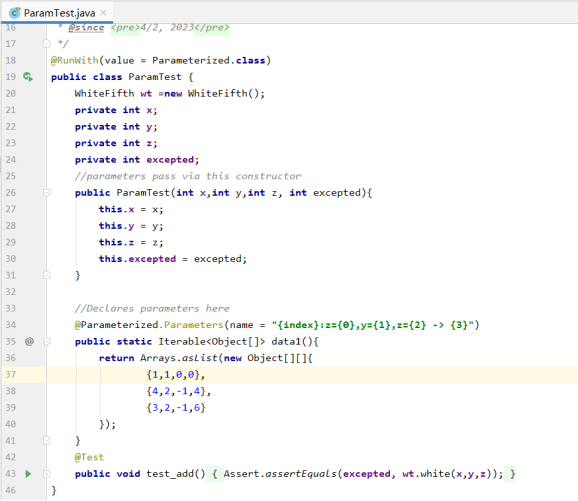 ParamTest.java
16 * @since <pre>4/2, 2023</pre>
17 */
18 @RunWith(value = Parameterized.class)
19 public class ParamTest {
20 WhiteFifth wt =new WhiteFifth();
21 private int x;
22 private int y;
23 private int z;
24 private int excepted;
25 //parameters pass via this constructor
26 public ParamTest(int x,int y,int z, int excepted){
27 this.x = x;
28 this.y = y;
29 this.z = z;
30 this.excepted = excepted;
31 }
32
33 //Declares parameters here
34 @Parameterized.Parameters(name = "{index}:z={0},y={1},z={2} -> {3}")
35 @ public static Iterable<Object[]> data1(){
36 return Arrays.asList(new Object[][]{
37 {1,1,0,0},
38 {4,2,-1,4},
39 {3,2,-1,6}
40 });
41 }
42 @Test
43 public void test_add() { Assert.assertEquals(excepted, wt.white(x,y,z)); }
46 }